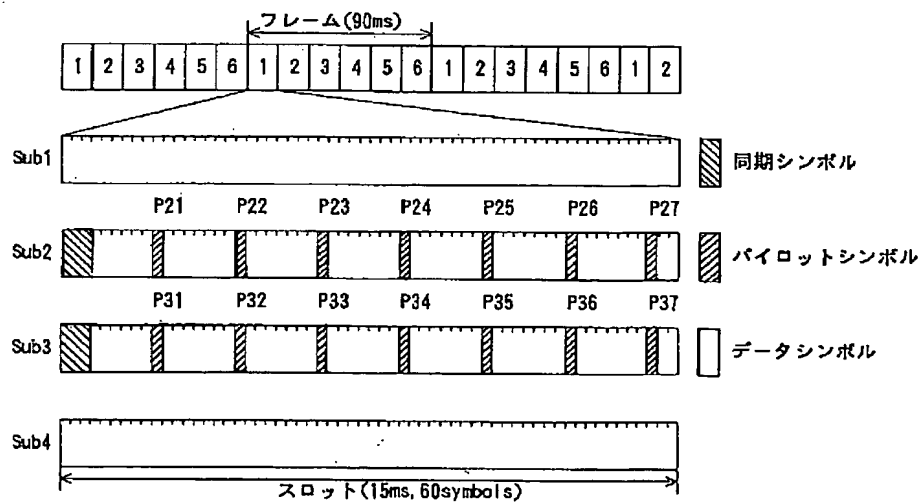 フレーム(90ms)
1 2 3 4 5 6 1 2 3 4 5 6 1 2 3 4 5 6 1 2
Sub1
同期シンボル
P21 P22 P23 P24 P25 P26 P27
Sub2
パイロットシンボル
P31 P32 P33 P34 P35 P36 P37
Sub3
データシンボル
Sub4
スロット(15ms,60symbols)